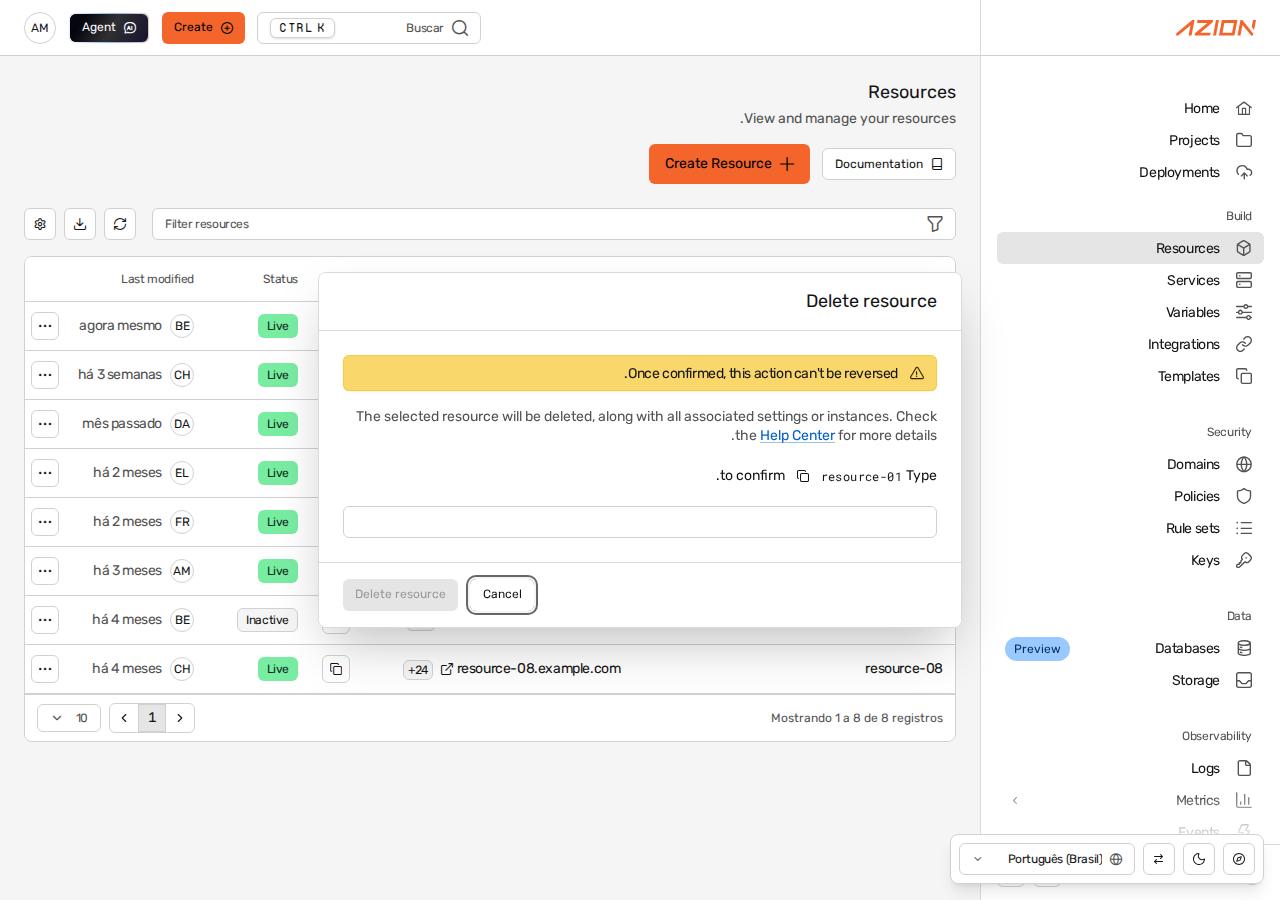 AZION
Buscar
CTRL K
Create
Agent
AM
Home
Projects
Deployments
Build
Resources
Services
Variables
Integrations
Templates
Security
Domains
Policies
Rule sets
Keys
Data
Databases
Preview
Storage
Observability
Logs
Metrics
Events
Português (Brasil)
Resources
View and manage your resources.
Documentation
Create Resource
Filter resources
Status
Last modified
Live
BE
agora mesmo
Live
CH
há 3 semanas
Live
DA
mês passado
Live
EL
há 2 meses
Live
FR
há 2 meses
Live
AM
há 3 meses
Inactive
BE
há 4 meses
resource-08
resource-08.example.com
+24
Live
CH
há 4 meses
Mostrando 1 a 8 de 8 registros
1
10
Delete resource
Once confirmed, this action can't be reversed.
The selected resource will be deleted, along with all associated settings or instances. Check
the Help Center for more details.
Type resource-01 to confirm.
Cancel
Delete resource